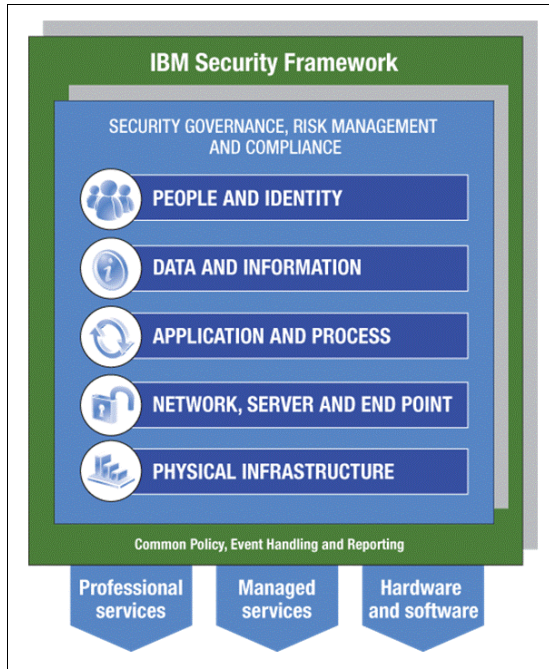 IBM Security Framework
SECURITY GOVERNANCE, RISK MANAGEMENT
AND COMPLIANCE
PEOPLE AND IDENTITY
DATA AND INFORMATION
APPLICATION AND PROCESS
NETWORK, SERVER AND END POINT
PHYSICAL INFRASTRUCTURE
Common Policy, Event Handling and Reporting
Professional
services
Managed
services
Hardware
and software